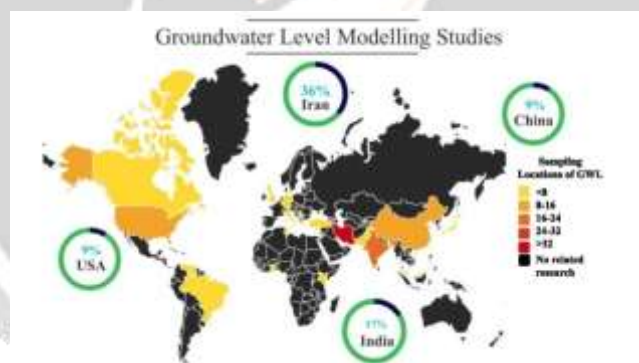 Groundwater Level Modelling Studies
36%
Iran
9%
China
Sampling
Locations of GWL
<8
8-16
16-24
24-32
>32
No related
research
9%
USA
17%
India